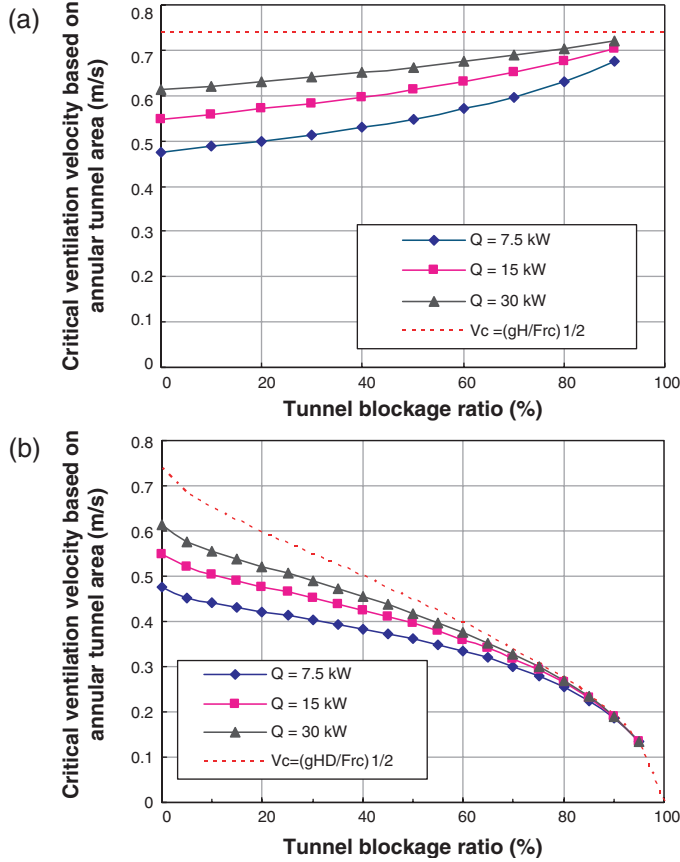 (a)
Critical ventilation velocity based on
annular tunnel area (m/s)
0.8
0.7
0.6
0.5
0.4
0.3
0.2
0.1
0
Q = 7.5 kW
Q = 15 kW
Q = 30 kW
Vc =(gH/Frc) 1/2
0 20 40 60 80 100
Tunnel blockage ratio (%)
(b)
Critical ventilation velocity based on
annular tunnel area (m/s)
0.8
0.7
0.6
0.5
0.4
0.3
0.2
0.1
0
Q = 7.5 kW
Q = 15 kW
Q = 30 kW
Vc=(gHD/Frc) 1/2
0 20 40 60 80 100
Tunnel blockage ratio (%)